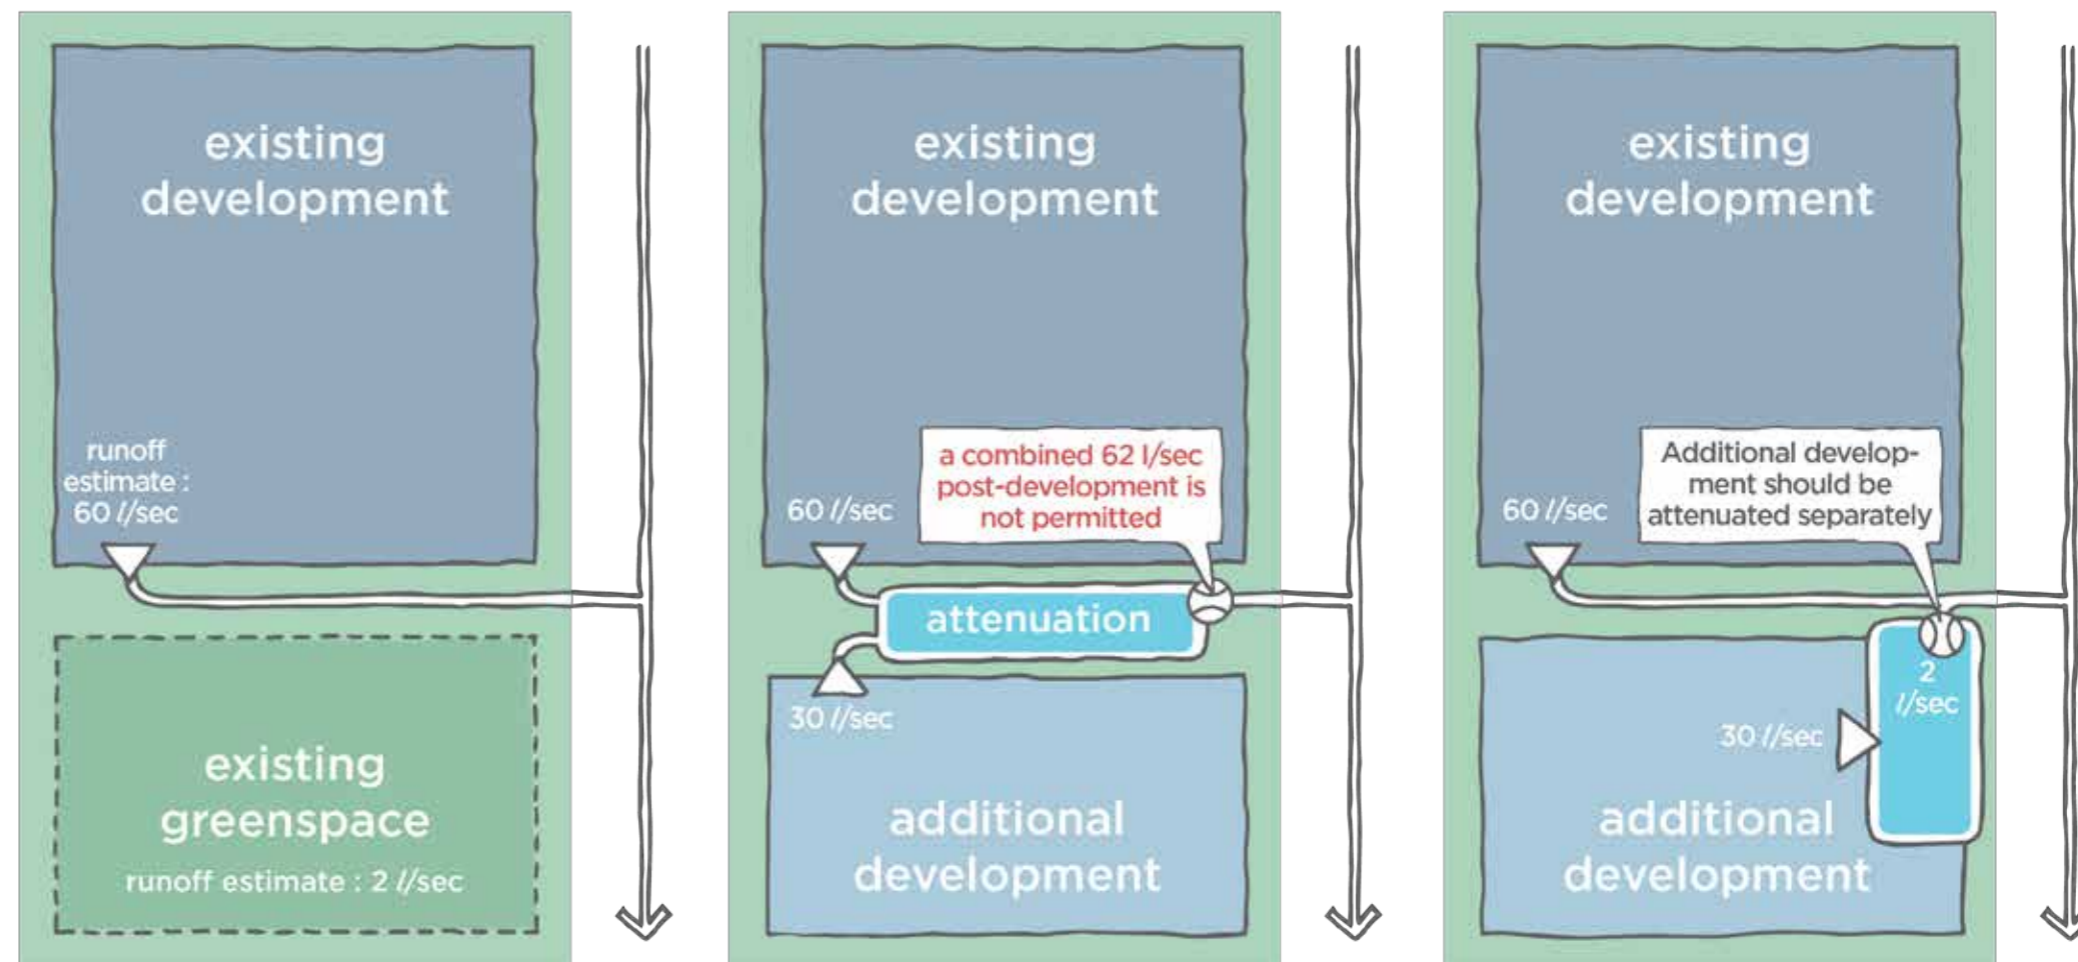 existing
development
runoff
estimate :
60 l/sec
existing
greenspace
runoff estimate : 2 l/sec
existing
development
a combined 62 l/sec
post-development is
not permitted
60 l/sec
attenuation
30 l/sec
additional
development
existing
development
Additional develop-
ment should be
attenuated separately
60 l/sec
2
l/sec
30 l/sec
additional
development